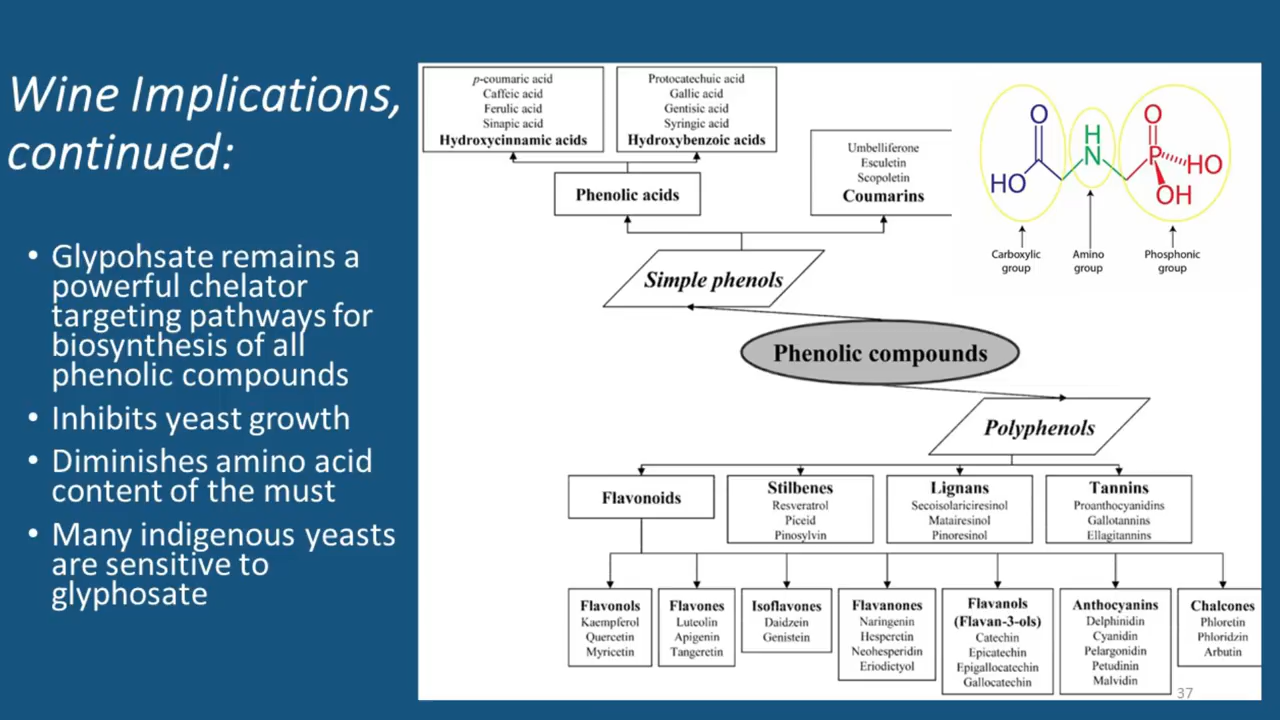 Wine Implications,
continued:
• Glypohsate remains a
powerful chelator
targeting pathways for
biosynthesis of all
phenolic compounds
• Inhibits yeast growth
• Diminishes amino acid
content of the must
• Many indigenous yeasts
are sensitive to
glyphosate
p-coumaric acid
Caffeic acid
Ferulic acid
Sinapic acid
Hydroxycinnamic acids
Protocatechuic acid
Gallic acid
Gentisic acid
Syringic acid
Hydroxybenzoic acids
Phenolic acids
Umbelliferone
Esculetin
Scopoletin
Coumarins
Simple phenols
O
HO
H
N
O
P
HO
OH
Carboxylic
group
Amino
group
Phosphonic
group
Phenolic compounds
Polyphenols
Flavonoids
Stilbenes
Resveratrol
Piceid
Pinosylvin
Lignans
Secoisolariciresinol
Matairesinol
Pinoresinol
Tannins
Proanthocyanidins
Gallotannins
Ellagitannins
Flavonols
Kaempferol
Quercetin
Myricetin
Flavones
Luteolin
Apigenin
Tangeretin
Isoflavones
Daidzein
Genistein
Flavanones
Naringenin
Hesperetin
Neohesperidin
Eriodictyol
Flavanols
(Flavan-3-ols)
Catechin
Epicatechin
Epigallocatechin
Gallocatechin
Anthocyanins
Delphinidin
Cyanidin
Pelargonidin
Petudinin
Malvidin
Chalcones
Phloretin
Phloridzin
Arbutin
37